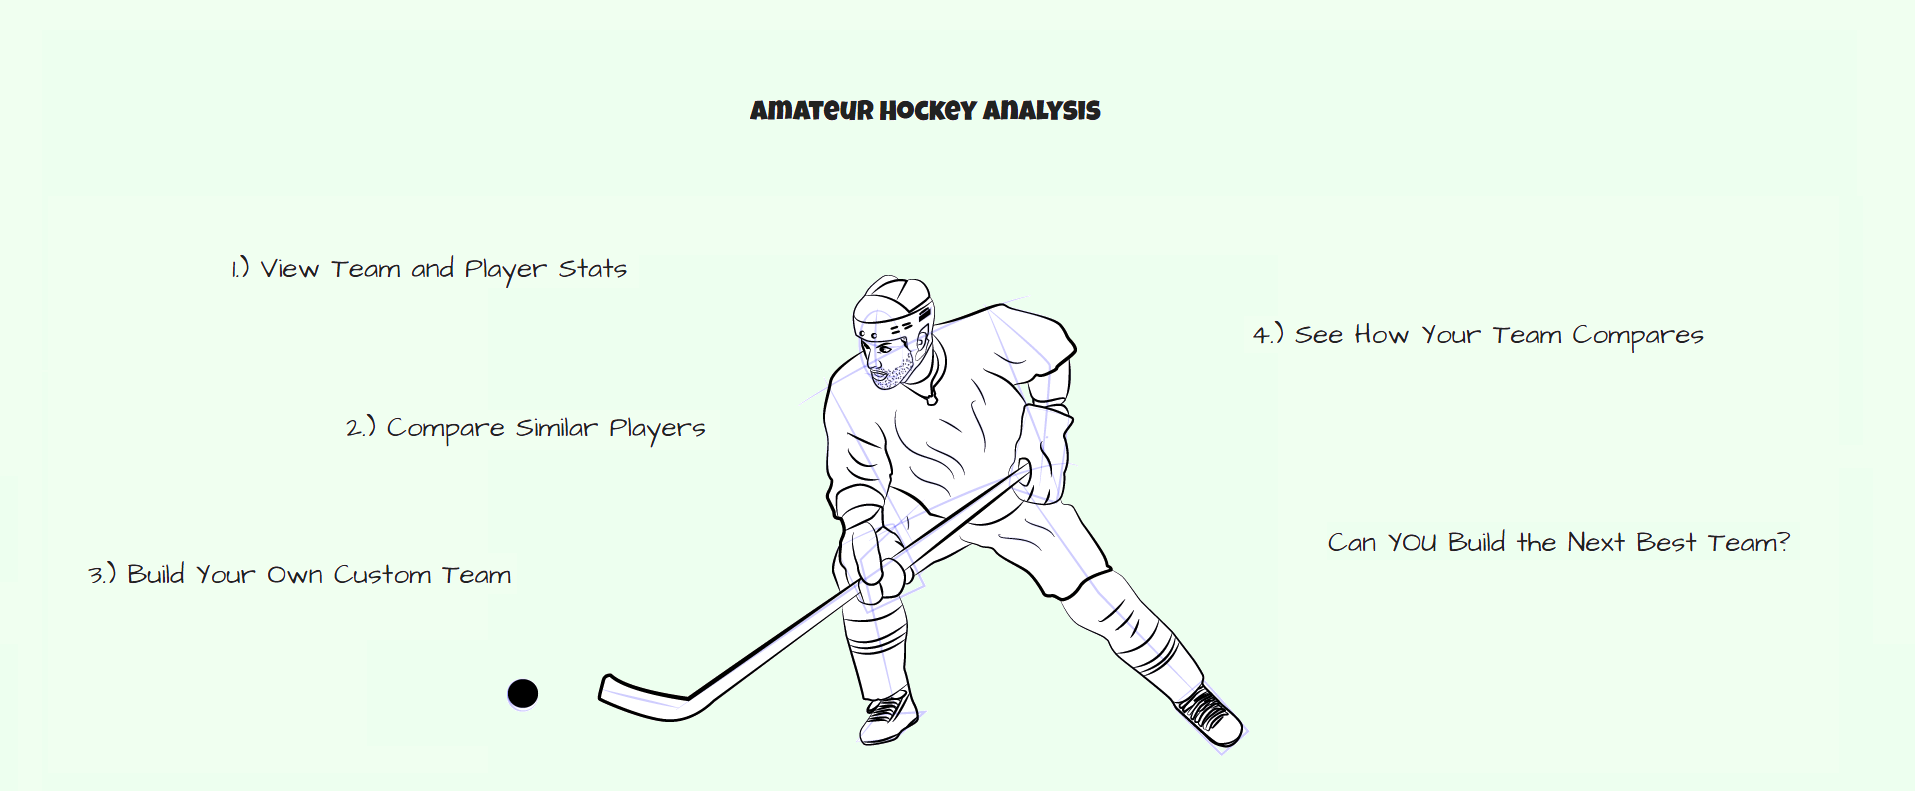 Amateur Hockey Analysis
1.) View Team and Player Stats
2.) Compare Similar Players
3.) Build Your Own Custom Team
4.) See How Your Team Compares
Can YOU Build the Next Best Team?